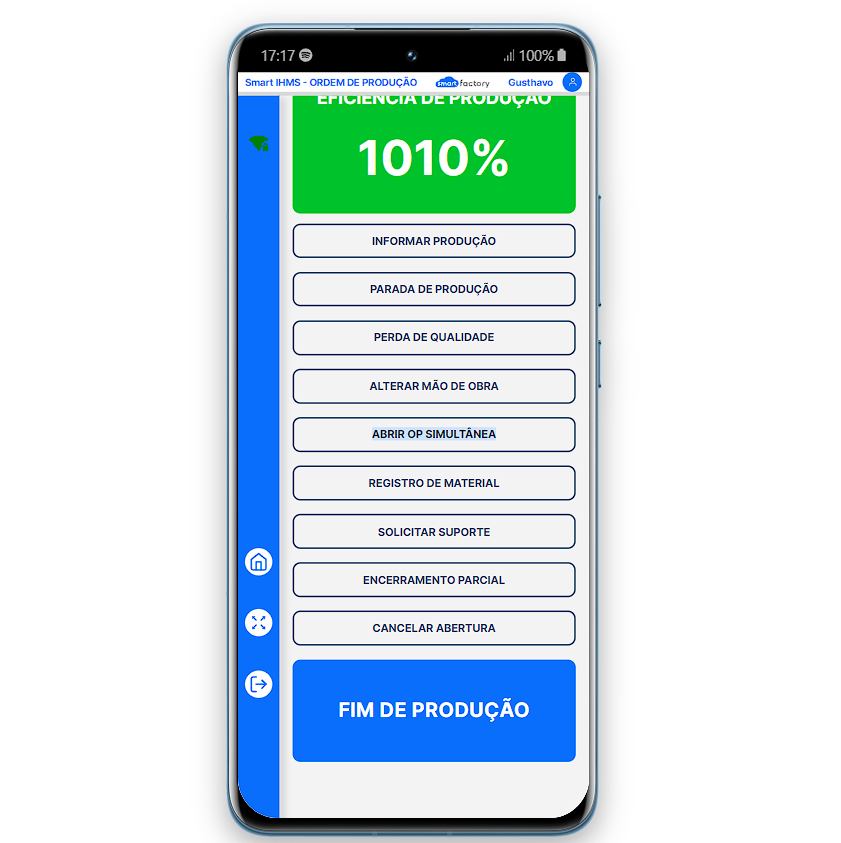 17:17 100%
Smart IHMS - ORDEM DE PRODUÇÃO smart factory Gusthavo
EFICIÊNCIA DE PRODUÇÃO
1010%
INFORMAR PRODUÇÃO
PARADA DE PRODUÇÃO
PERDA DE QUALIDADE
ALTERAR MÃO DE OBRA
ABRIR OP SIMULTÂNEA
REGISTRO DE MATERIAL
SOLICITAR SUPORTE
ENCERRAMENTO PARCIAL
CANCELAR ABERTURA
FIM DE PRODUÇÃO